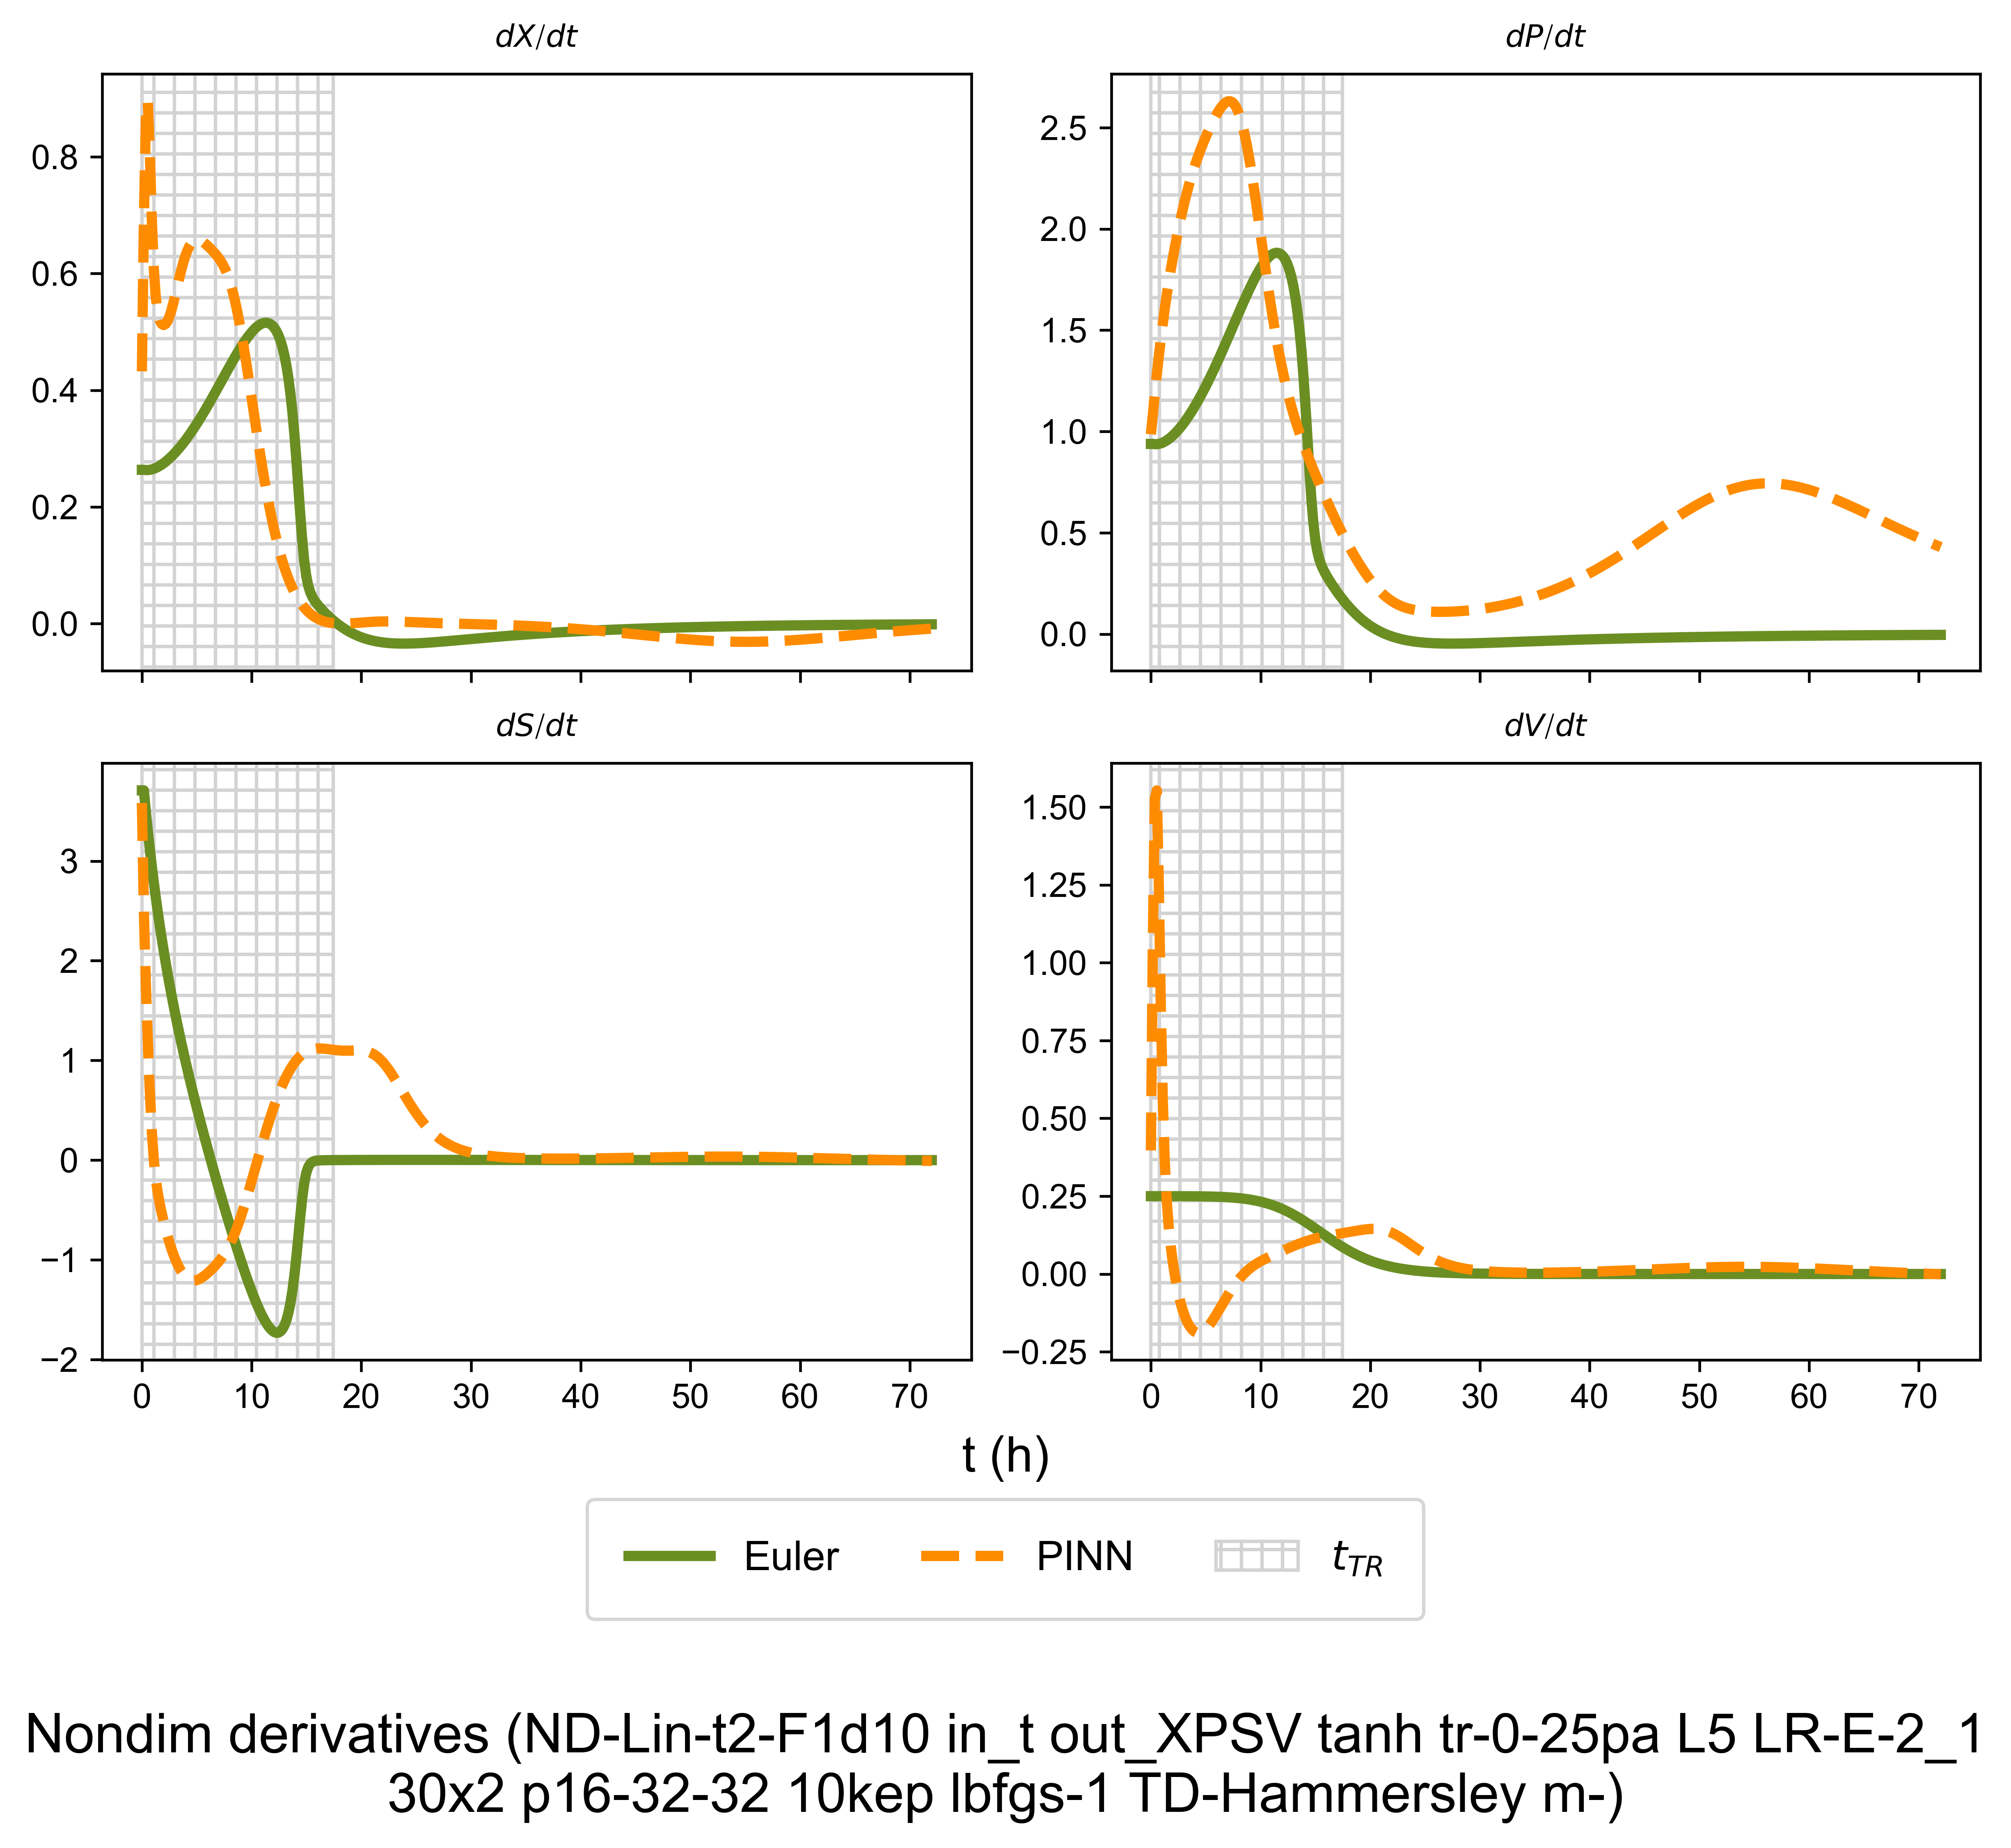 dX/dt
dP/dt
0.8
0.6
0.4
0.2
0.0
2.5
2.0
1.5
1.0
0.5
0.0
dS/dt
dV/dt
3
2
1
0
−1
−2
0 10 20 30 40 50 60 70
1.50
1.25
1.00
0.75
0.50
0.25
0.00
−0.25
0 10 20 30 40 50 60 70
t (h)
Euler PINN t_TR
Nondim derivatives (ND-Lin-t2-F1d10 in_t out_XPSV tanh tr-0-25pa L5 LR-E-2_1
30x2 p16-32-32 10kep lbfgs-1 TD-Hammersley m-)